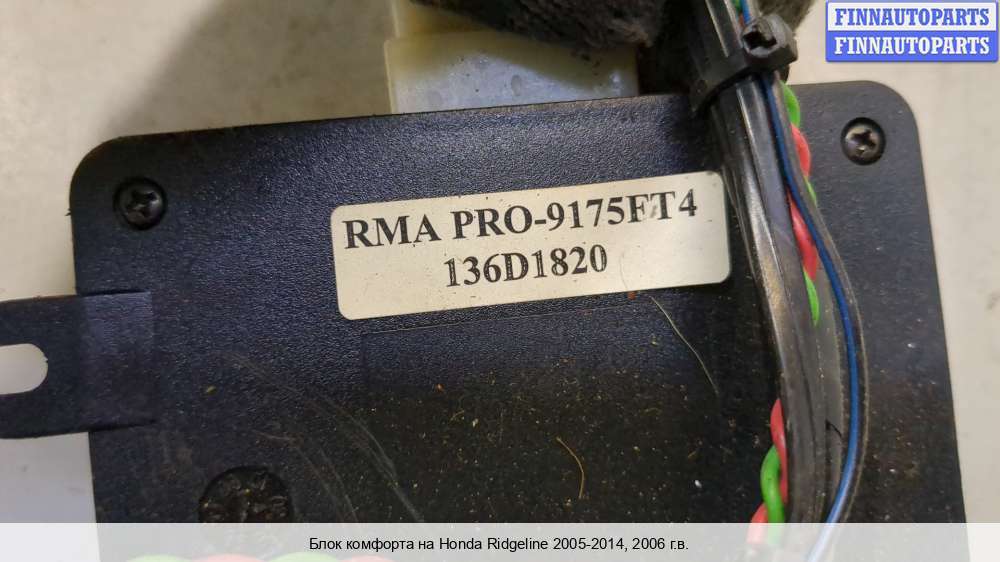 FINNAUTOPARTS
FINNAUTOPARTS
RMA PRO-9175FT4
136D1820
Блок комфорта на Honda Ridgeline 2005-2014, 2006 г.в.